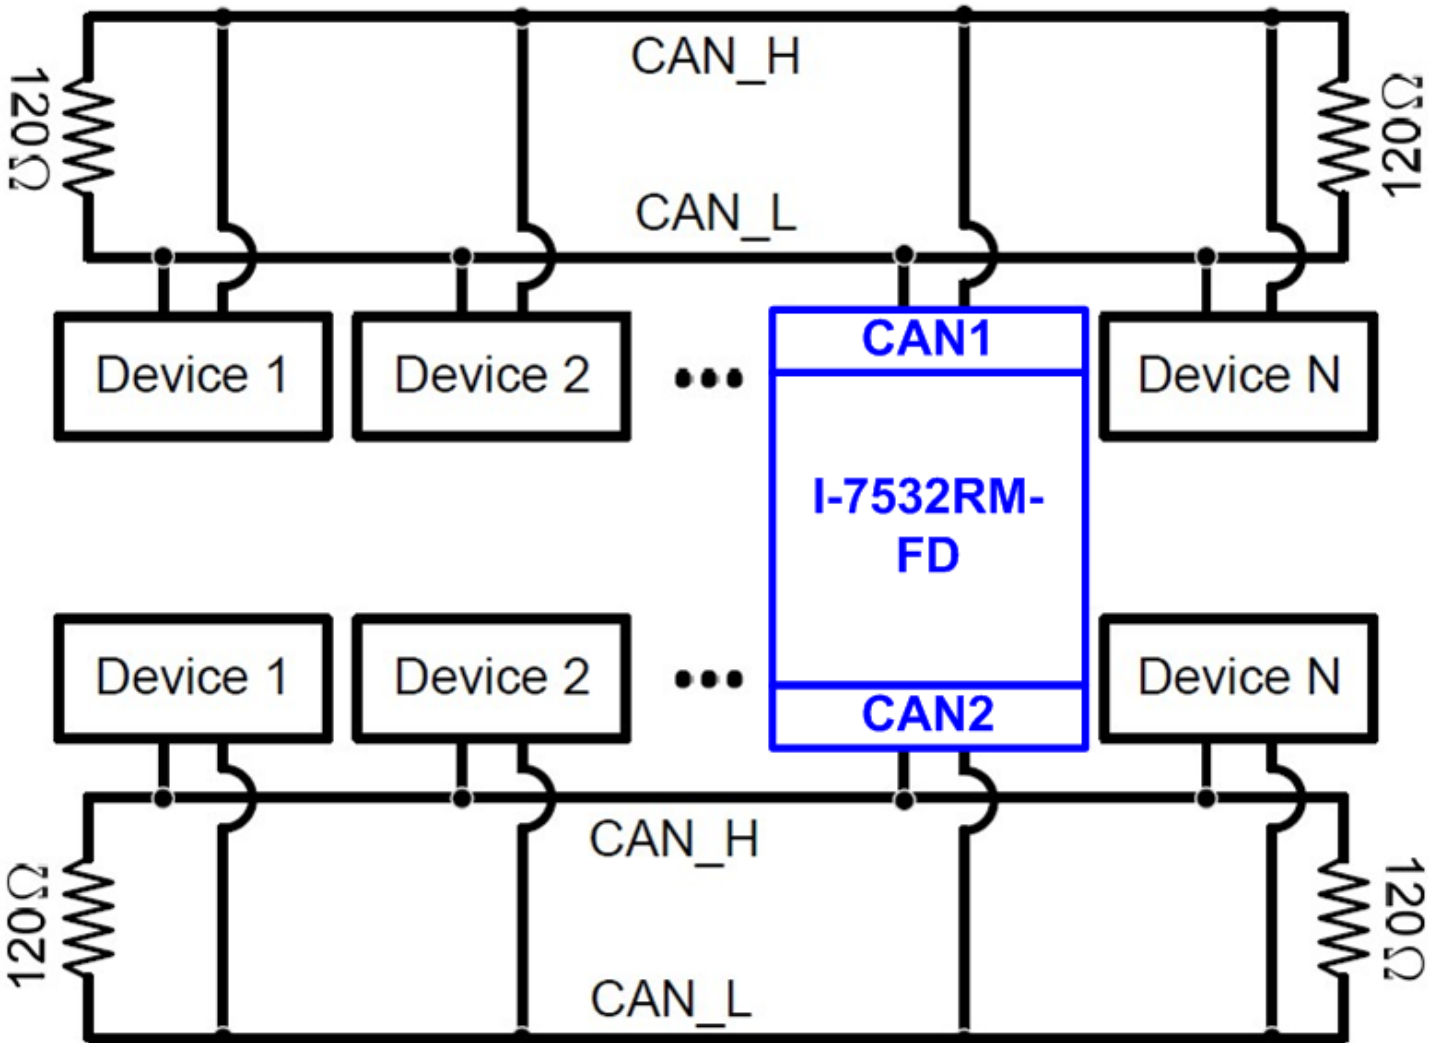 CAN_H
120Ω
120Ω
CAN_L
Device 1
Device 2
CAN1
Device N
I-7532RM-
FD
Device 1
Device 2
CAN2
Device N
CAN_H
120Ω
120Ω
CAN_L